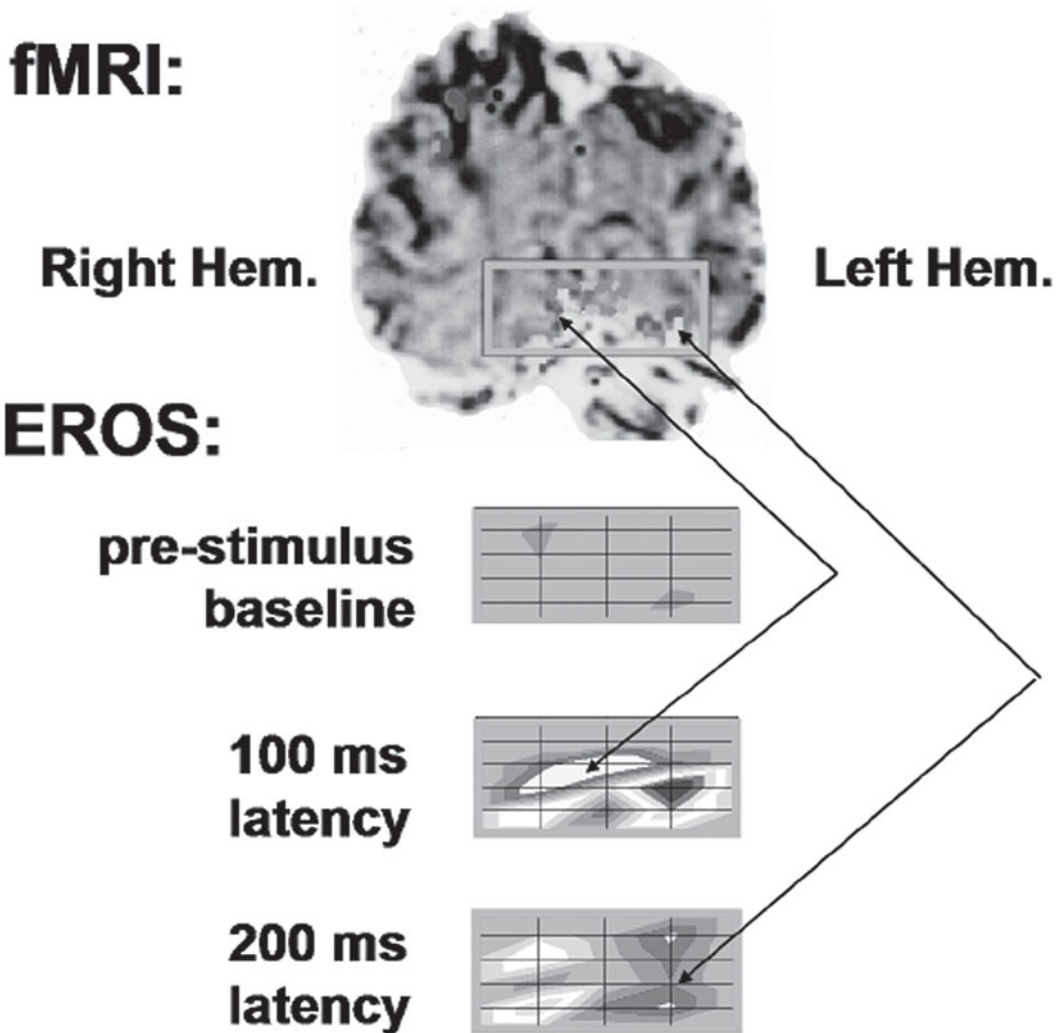 fMRI:
Right Hem.
Left Hem.
EROS:
pre-stimulus
baseline
100 ms
latency
200 ms
latency